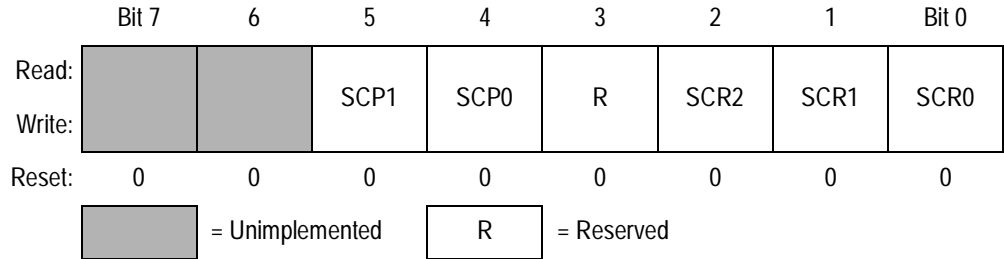 Bit 7 6 5 4 3 2 1 Bit 0
Read:
SCP1 SCP0 R SCR2 SCR1 SCR0
Write:
Reset: 0 0 0 0 0 0 0 0
= Unimplemented R = Reserved